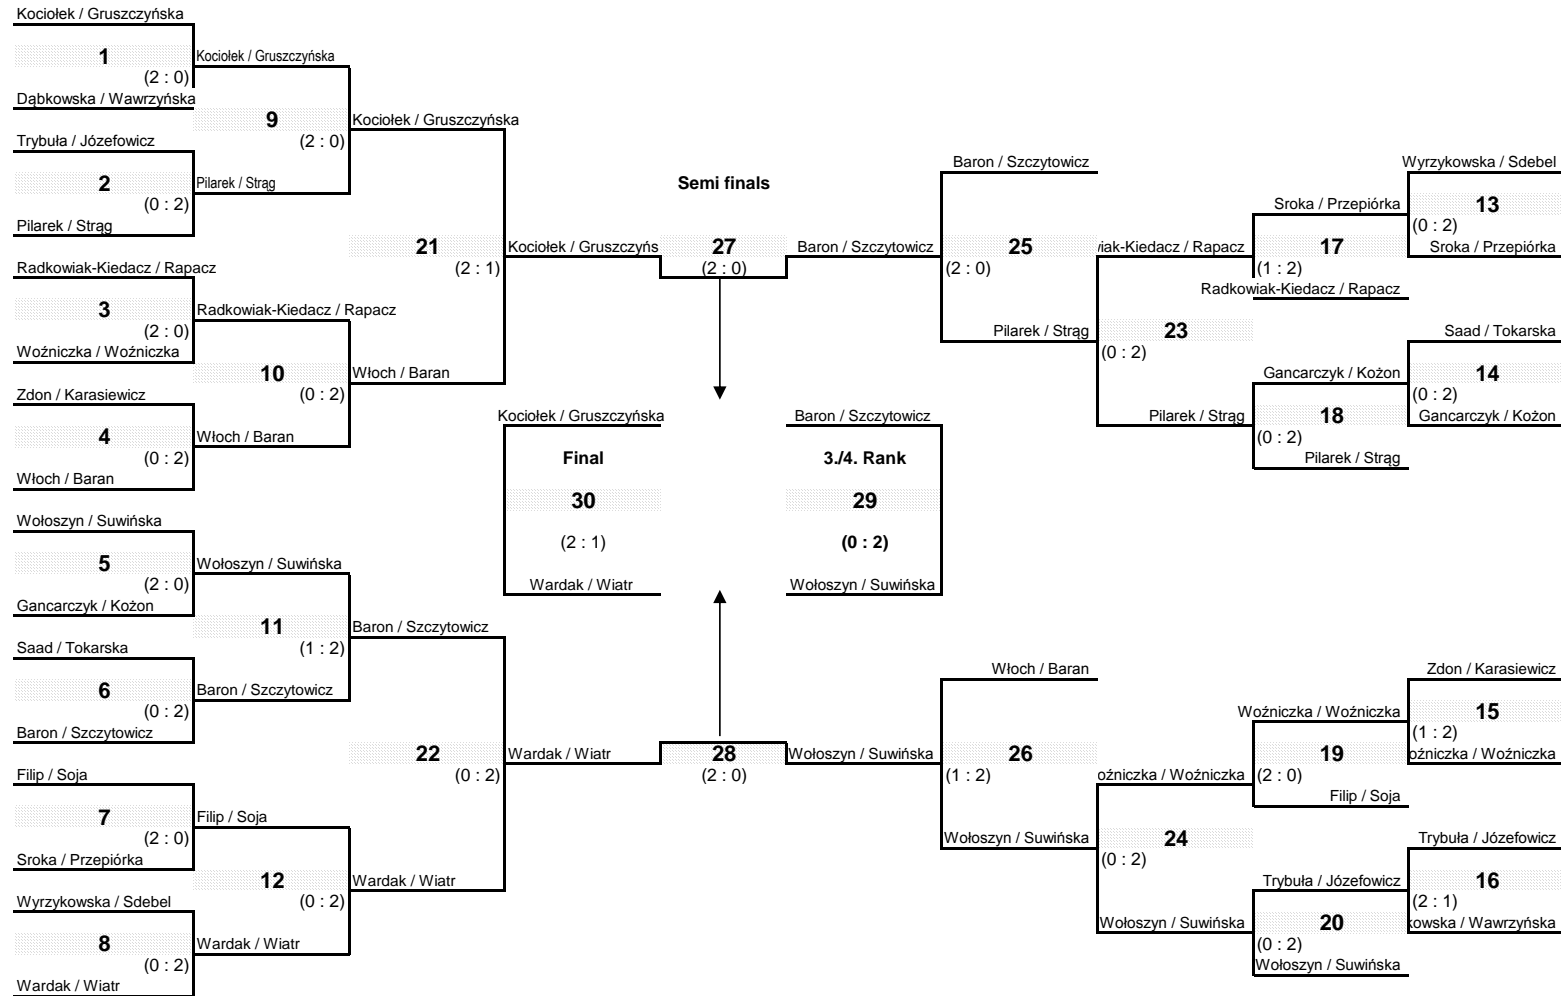 Kociołek / Gruszczyńska
1
Kociołek / Gruszczyńska
(2 : 0)
Dąbkowska / Wawrzyńska
9
Kociołek / Gruszczyńska
(2 : 0)
Trybuła / Józefowicz
2
Pilarek / Strąg
(0 : 2)
Pilarek / Strąg
21
Kociołek / Gruszczyńs
(2 : 1)
Radkowiak-Kiedacz / Rapacz
3
Radkowiak-Kiedacz / Rapacz
(2 : 0)
Woźniczka / Woźniczka
10
Włoch / Baran
(0 : 2)
Zdon / Karasiewicz
4
Włoch / Baran
(0 : 2)
Włoch / Baran
Wołoszyn / Suwińska
5
Wołoszyn / Suwińska
(2 : 0)
Gancarczyk / Kożon
11
Baron / Szczytowicz
(1 : 2)
Saad / Tokarska
6
Baron / Szczytowicz
(0 : 2)
Baron / Szczytowicz
22
Wardak / Wiatr
(0 : 2)
Filip / Soja
7
Filip / Soja
(2 : 0)
Sroka / Przepiórka
12
Wardak / Wiatr
(0 : 2)
Wyrzykowska / Sdebel
8
Wardak / Wiatr
(0 : 2)
Wardak / Wiatr
Semi finals
27
(2 : 0)
Baron / Szczytowicz
Kociołek / Gruszczyńska
Final
30
(2 : 1)
Wardak / Wiatr
Baron / Szczytowicz
3./4. Rank
29
(0 : 2)
Wołoszyn / Suwińska
28
(2 : 0)
Wołoszyn / Suwińska
Baron / Szczytowicz
25
(2 : 0)
Pilarek / Strąg
iak-Kiedacz / Rapacz
23
(0 : 2)
Pilarek / Strąg
Sroka / Przepiórka
17
(1 : 2)
Radkowiak-Kiedacz / Rapacz
Wyrzykowska / Sdebel
13
(0 : 2)
Sroka / Przepiórka
Gancarczyk / Kożon
18
(0 : 2)
Pilarek / Strąg
Saad / Tokarska
14
(0 : 2)
Gancarczyk / Kożon
Włoch / Baran
26
(1 : 2)
Wołoszyn / Suwińska
oźniczka / Woźniczka
24
(0 : 2)
Wołoszyn / Suwińska
Woźniczka / Woźniczka
19
(2 : 0)
Filip / Soja
Zdon / Karasiewicz
15
(1 : 2)
oźniczka / Woźniczka
Trybuła / Józefowicz
20
(0 : 2)
Wołoszyn / Suwińska
Trybuła / Józefowicz
16
(2 : 1)
kowska / Wawrzyńska